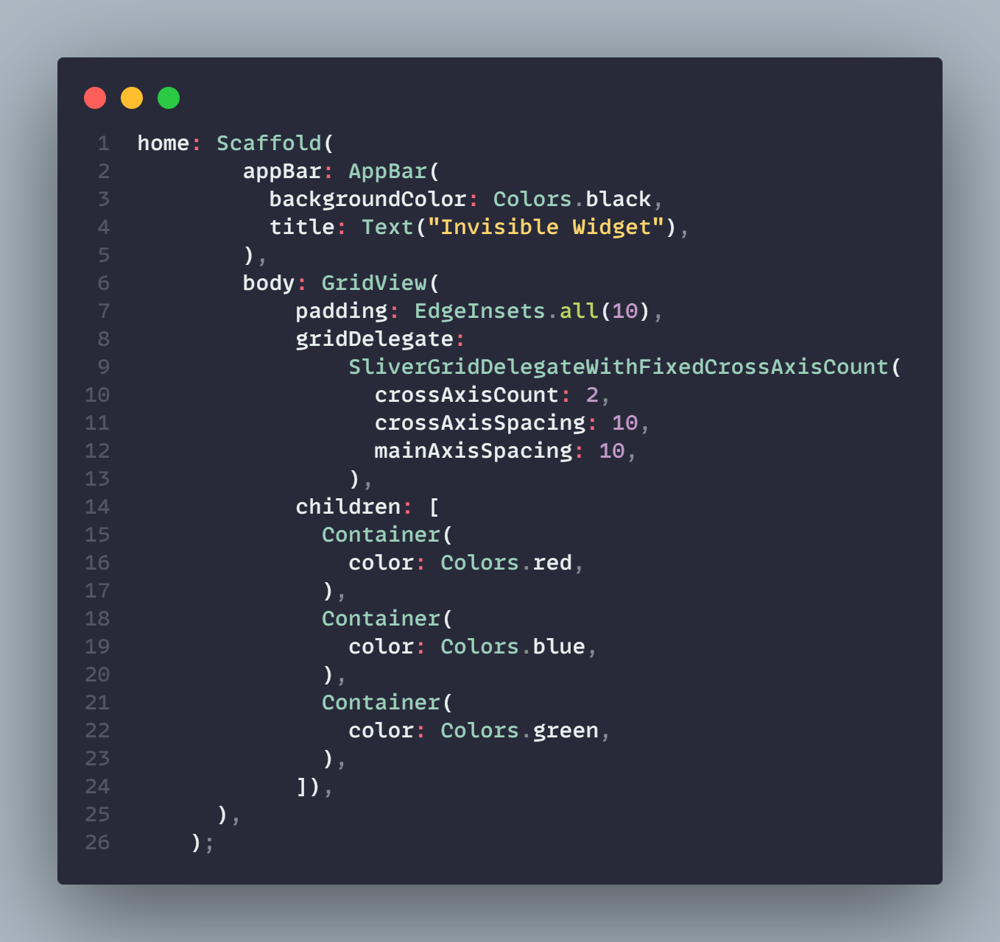 1 home: Scaffold(
2         appBar: AppBar(
3           backgroundColor: Colors.black,
4           title: Text("Invisible Widget"),
5         ),
6         body: GridView(
7             padding: EdgeInsets.all(10),
8             gridDelegate:
9                 SliverGridDelegateWithFixedCrossAxisCount(
10                   crossAxisCount: 2,
11                   crossAxisSpacing: 10,
12                   mainAxisSpacing: 10,
13                 ),
14             children: [
15               Container(
16                 color: Colors.red,
17               ),
18               Container(
19                 color: Colors.blue,
20               ),
21               Container(
22                 color: Colors.green,
23               ),
24             ]),
25       ),
26     );